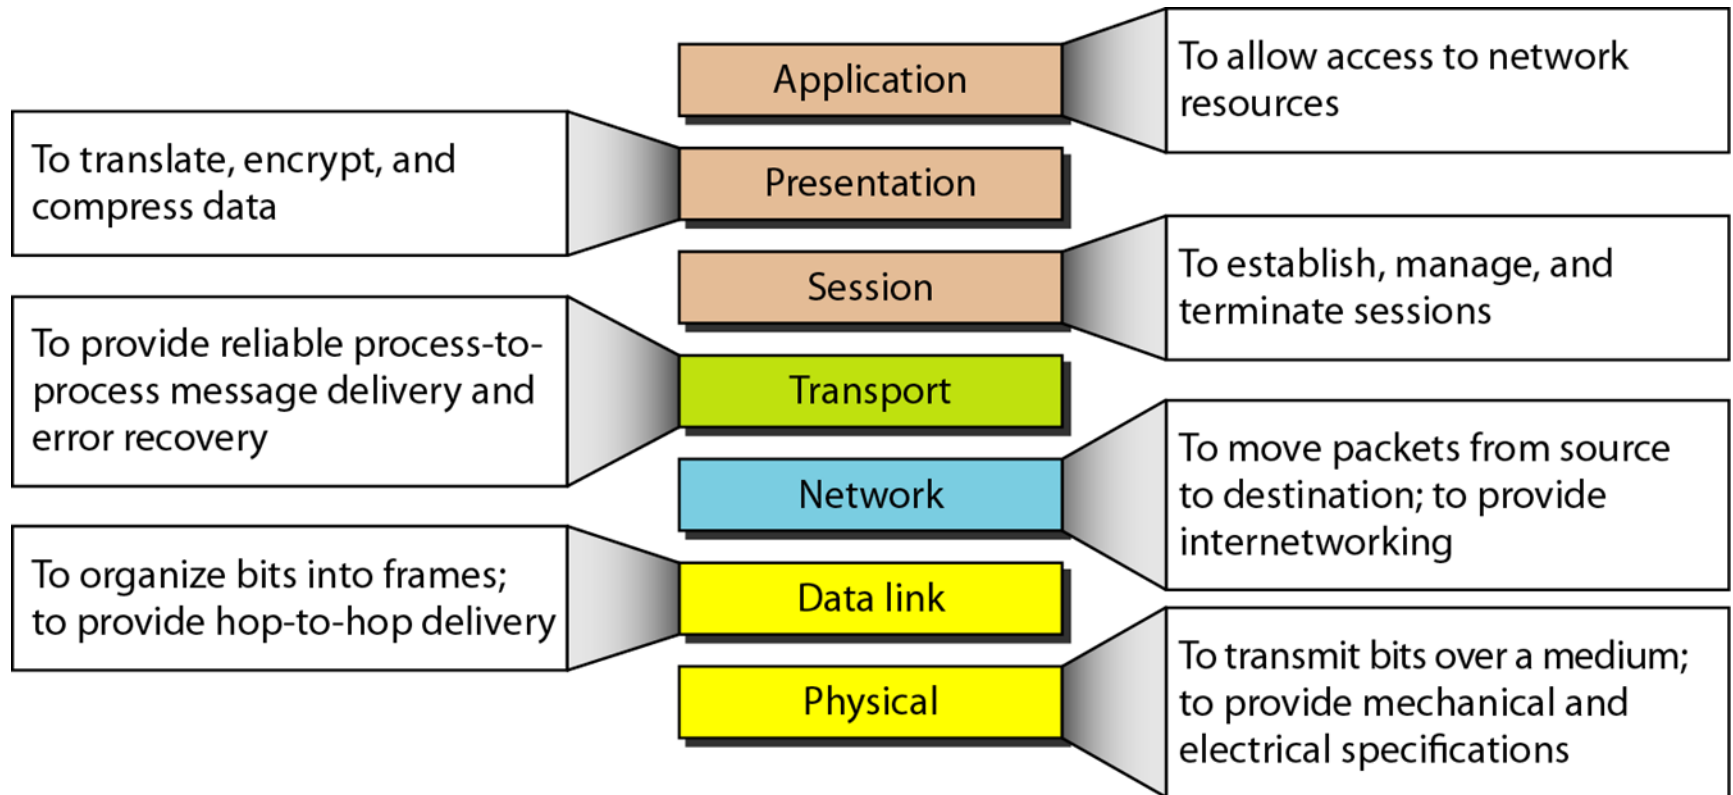 Application
To allow access to network
resources
To translate, encrypt, and
compress data
Presentation
Session
To establish, manage, and
terminate sessions
To provide reliable process-to-
process message delivery and
error recovery
Transport
Network
To move packets from source
to destination; to provide
internetworking
To organize bits into frames;
to provide hop-to-hop delivery
Data link
Physical
To transmit bits over a medium;
to provide mechanical and
electrical specifications